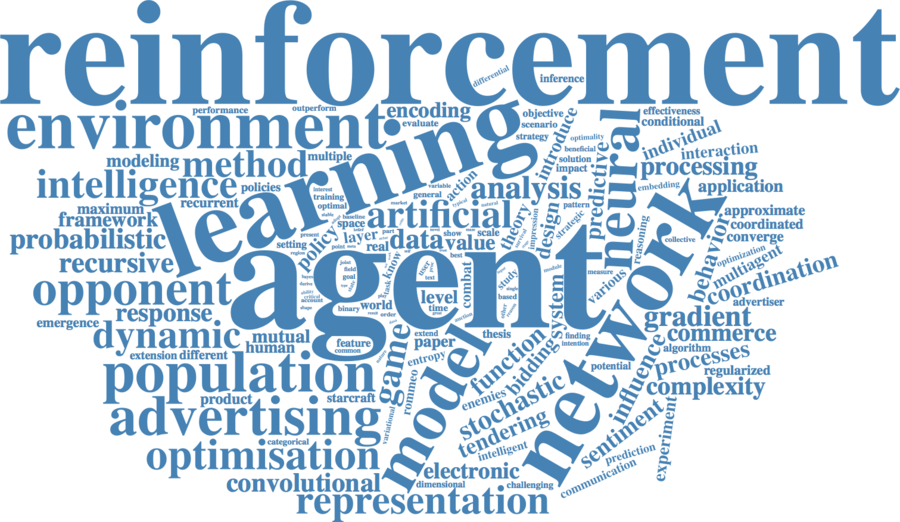 reinforcement
differential
inference
performance
outperform
encoding
evaluate
objective
scenario
strategy
introduce
effectiveness
conditional
environment
learning
optimality
beneficial
solution
impact
predictive
neural
individual
interaction
modeling
method
multiple
intelligence
policies
recurrent
interest
training
optimal
variable
general
action
typical
natural
analysis
pattern
processing
embedding
application
maximum
framework
artificial
probabilistic
setting
policy
baseline
space
layer
real
part
data
show
value
scale
best
theory
impression
design
strategic
reasoning
collective
network
behavior
approximate
coordinated
converge
optimization
multiagent
coordination
recursive
agent
joint
field
goal
task
know
text
combat
study
single
based
other
module
system
measure
various
advertiser
opponent
critical
account
binary
world
order
level
time
response
emergence
dynamic
mutual
human
feature
common
game
extend
paper
entropy
thesis
finding
intention
gradient
commerce
extension
different
model
function
bidding
potential
influence
algorithm
processes
regularized
complexity
population
product
starcraft
rommeo
variational
enemies
stochastic
tendering
sentiment
experiment
advertising
categorical
intelligent
optimisation
electronic
prediction
communication
convolutional
dimensional
challenging
representation